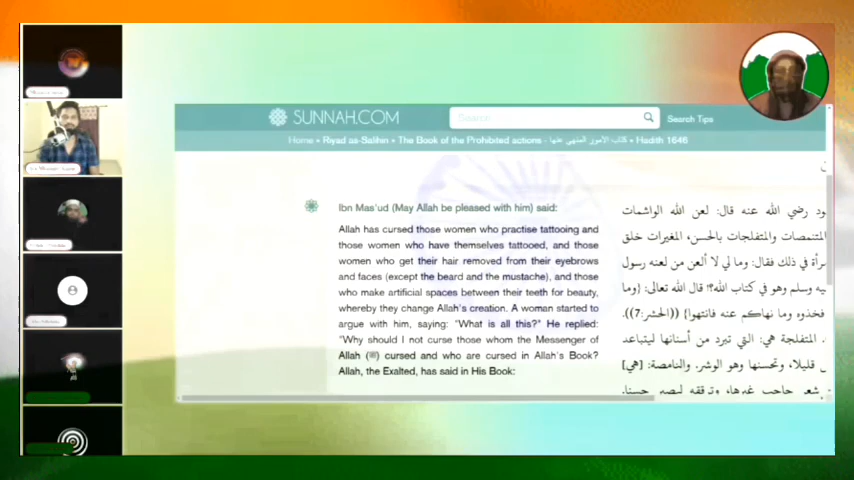 SUNNAH.COM
Search
Search Tips
Home » Riyad as-Salihin » The Book of the Prohibited actions - كتاب الأمور المنهي عنها » Hadith 1646
Ibn Mas'ud (May Allah be pleased with him) said:
Allah has cursed those women who practise tattooing and
those women who have themselves tattooed, and those
women who get their hair removed from their eyebrows
and faces (except the beard and the mustache), and those
who make artificial spaces between their teeth for beauty,
whereby they change Allah's creation. A woman started to
argue with him, saying: "What is all this?" He replied:
"Why should I not curse those whom the Messenger of
Allah (ﷺ) cursed and who are cursed in Allah's Book?
Allah, the Exalted, has said in His Book:
ود رضي الله عنه قال: لعن الله الواشمات
المتنمصات والمتفلجات بالحسن، المغيرات خلق
مرأة في ذلك فقال: وما لي لا ألعن من لعنه رسول
يه وسلم وهو في كتاب الله؟! قال الله تعالى: {وما
فخذوه وما نهاكم عنه فانتهوا} ((الحشر:7)).
المتفلجة هي: التي تبرد من أسنانها ليتباعد
قليلا، وتحسنها وهو الوشر. والنامصة: [هي]
شعر حاجب غيرها، وترققه ليصير حسنا.